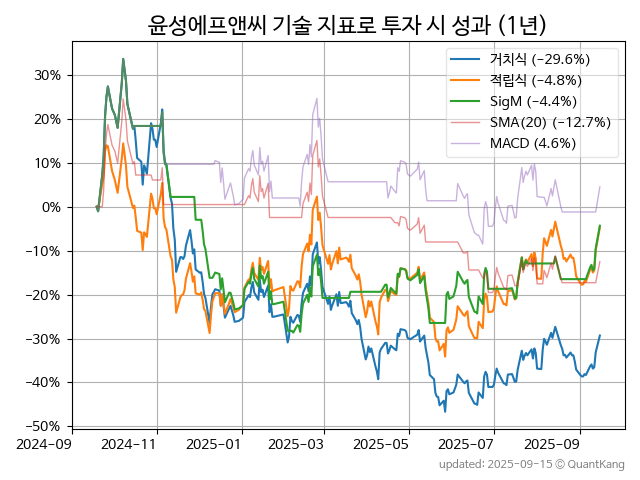 윤성에프앤씨 기술 지표로 투자 시 성과 (1년)
거치식 (−29.6%)
적립식 (−4.8%)
SigM (−4.4%)
SMA(20) (−12.7%)
MACD (4.6%)
30%
20%
10%
0%
−10%
−20%
−30%
−40%
−50%
2024-09 2024-11 2025-01 2025-03 2025-05 2025-07 2025-09
updated: 2025-09-15 ⓒ QuantKang